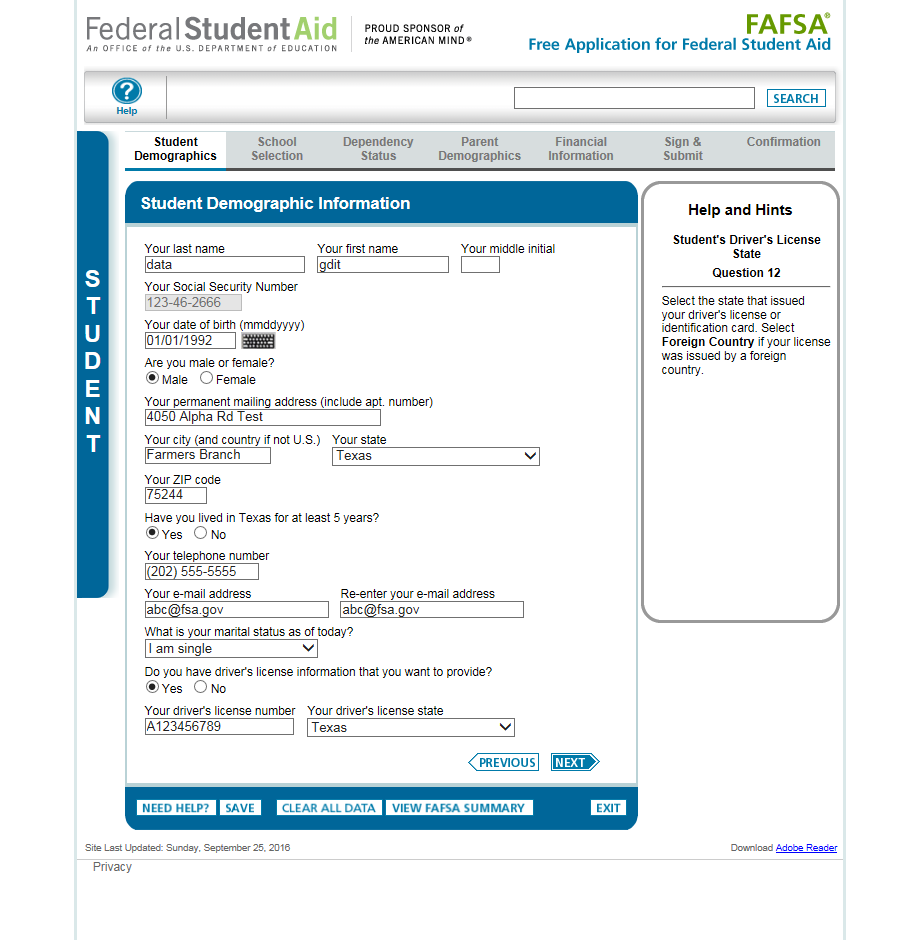 Federal Student Aid
An OFFICE of the U.S. DEPARTMENT of EDUCATION
PROUD SPONSOR of
the AMERICAN MIND®
FAFSA®
Free Application for Federal Student Aid
?
Help
SEARCH
Student Demographics
School Selection
Dependency Status
Parent Demographics
Financial Information
Sign & Submit
Confirmation
STUDENT
Student Demographic Information
Your last name Your first name Your middle initial
data gdit
Your Social Security Number
123-46-2666
Your date of birth (mmddyyyy)
01/01/1992
Are you male or female?
Male Female
Your permanent mailing address (include apt. number)
4050 Alpha Rd Test
Your city (and country if not U.S.) Your state
Farmers Branch Texas
Your ZIP code
75244
Have you lived in Texas for at least 5 years?
Yes No
Your telephone number
(202) 555-5555
Your e-mail address Re-enter your e-mail address
abc@fsa.gov abc@fsa.gov
What is your marital status as of today?
I am single
Do you have driver's license information that you want to provide?
Yes No
Your driver's license number Your driver's license state
A123456789 Texas
PREVIOUS NEXT
NEED HELP? SAVE CLEAR ALL DATA VIEW FAFSA SUMMARY EXIT
Help and Hints
Student's Driver's License
State
Question 12
Select the state that issued
your driver's license or
identification card. Select
Foreign Country if your license
was issued by a foreign
country.
Site Last Updated: Sunday, September 25, 2016
Download Adobe Reader
Privacy